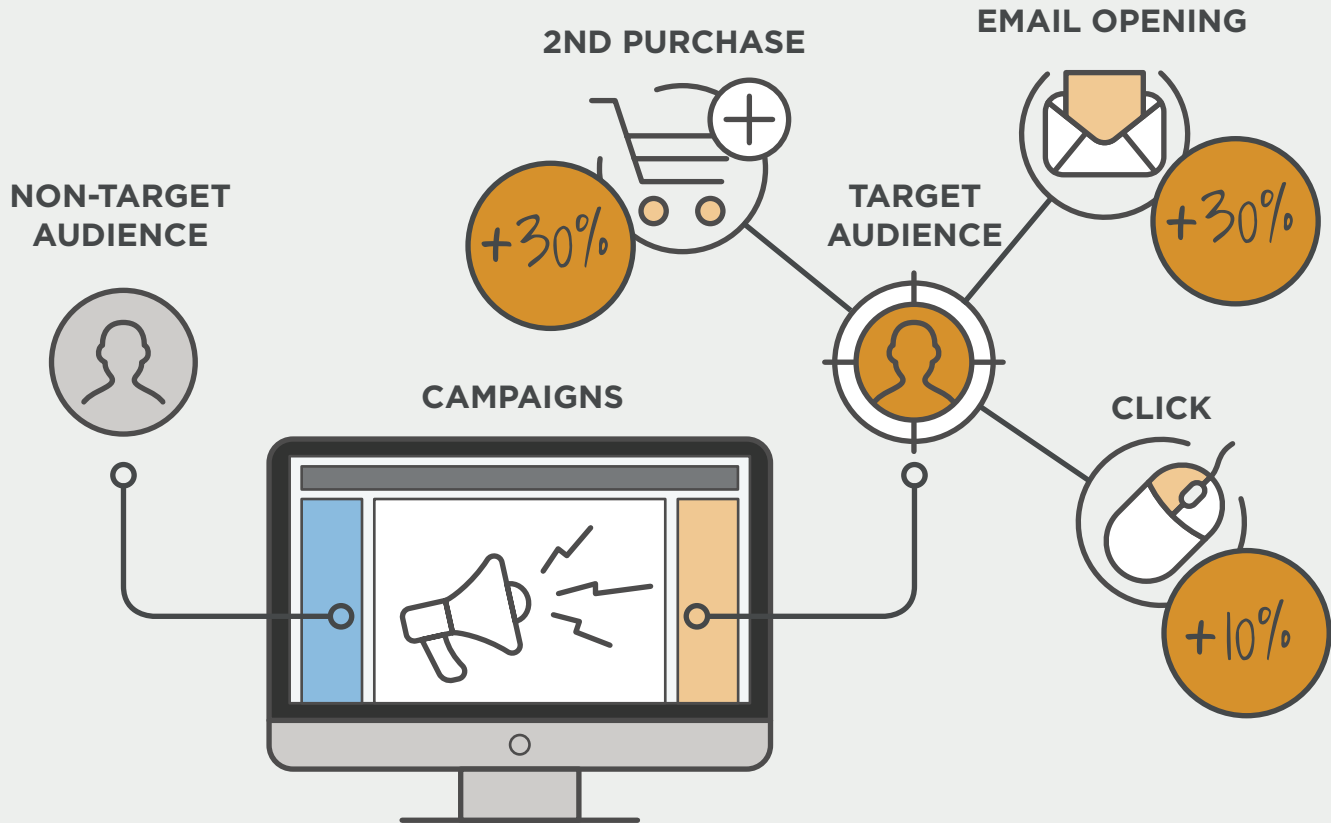 EMAIL OPENING
2ND PURCHASE
+30%
+30%
NON-TARGET
AUDIENCE
TARGET
AUDIENCE
CAMPAIGNS
CLICK
+10%